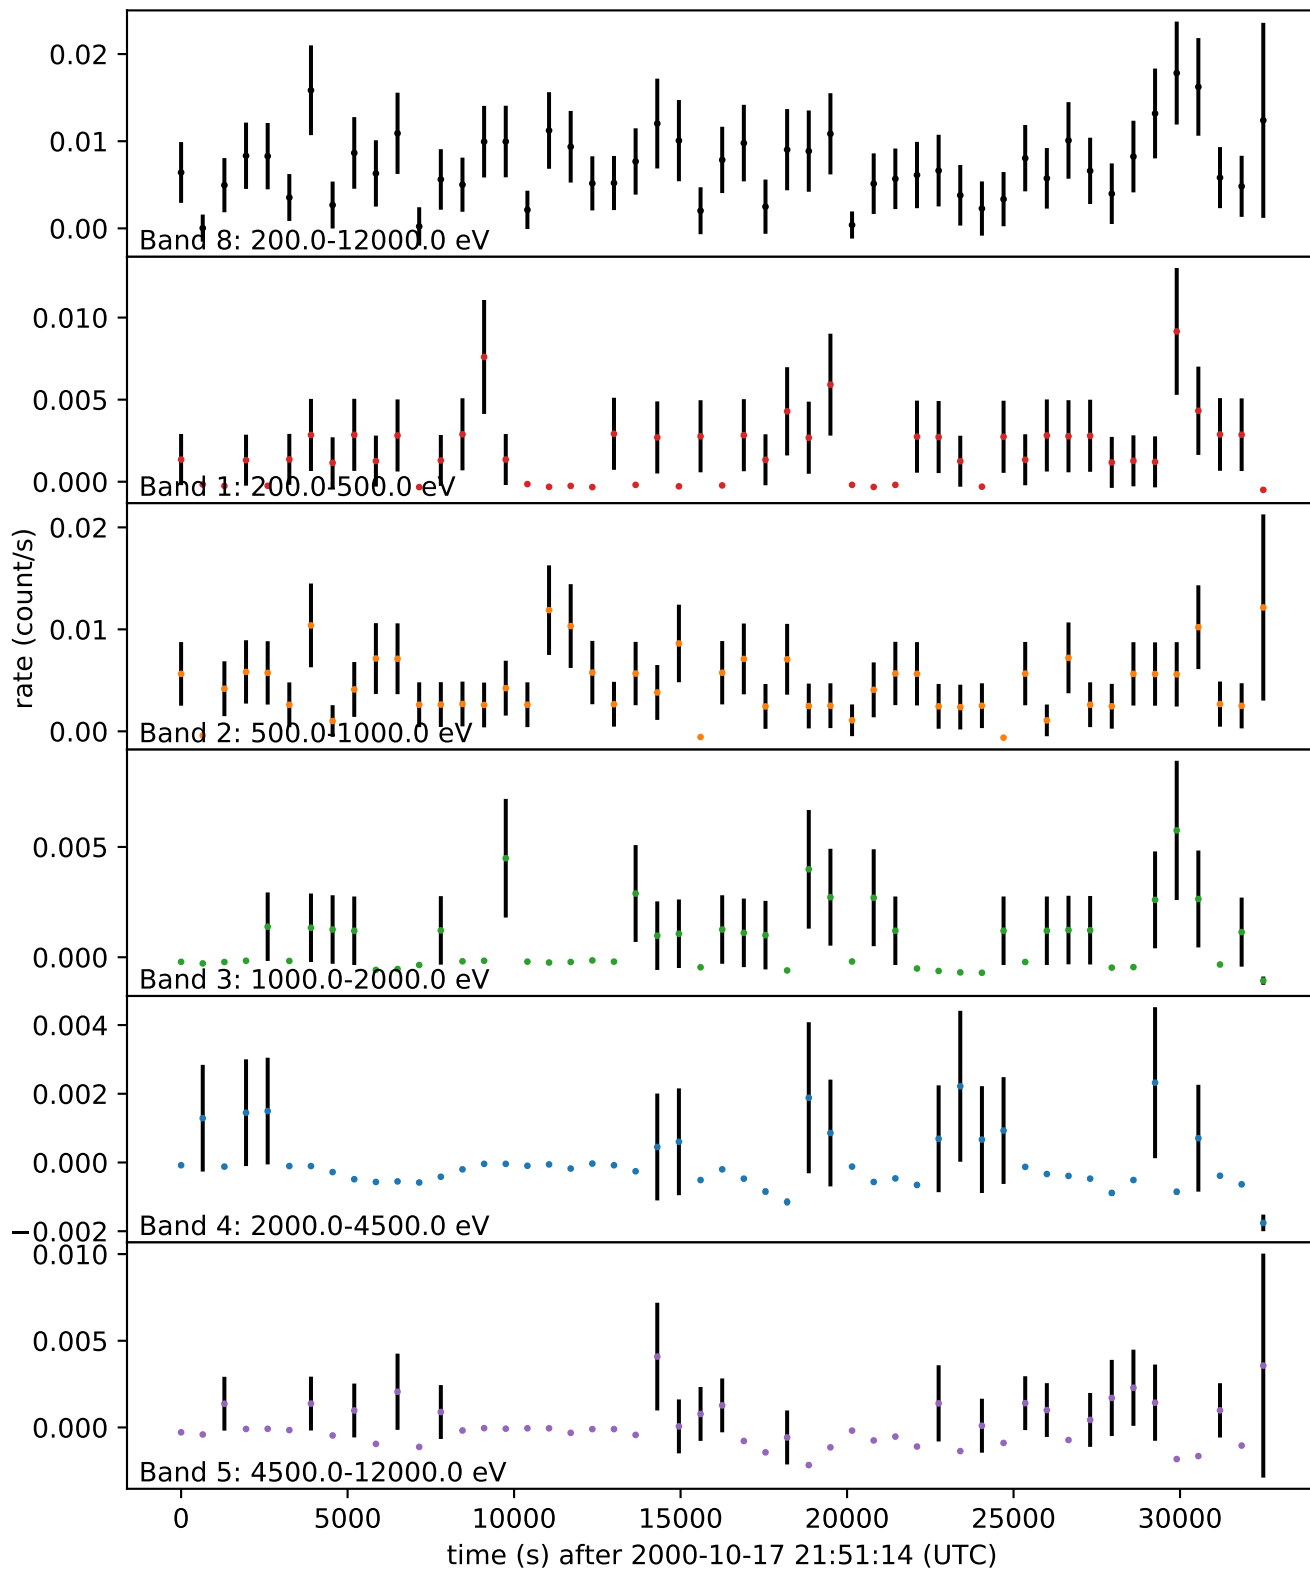 0.02
0.01
0.00
Band 8: 200.0-12000.0 eV
0.010
0.005
0.000
Band 1: 200.0-500.0 eV
rate (count/s)
0.02
0.01
0.00
Band 2: 500.0-1000.0 eV
0.005
0.000
Band 3: 1000.0-2000.0 eV
0.004
0.002
0.000
−0.002
Band 4: 2000.0-4500.0 eV
0.010
0.005
0.000
Band 5: 4500.0-12000.0 eV
0 5000 10000 15000 20000 25000 30000
time (s) after 2000-10-17 21:51:14 (UTC)